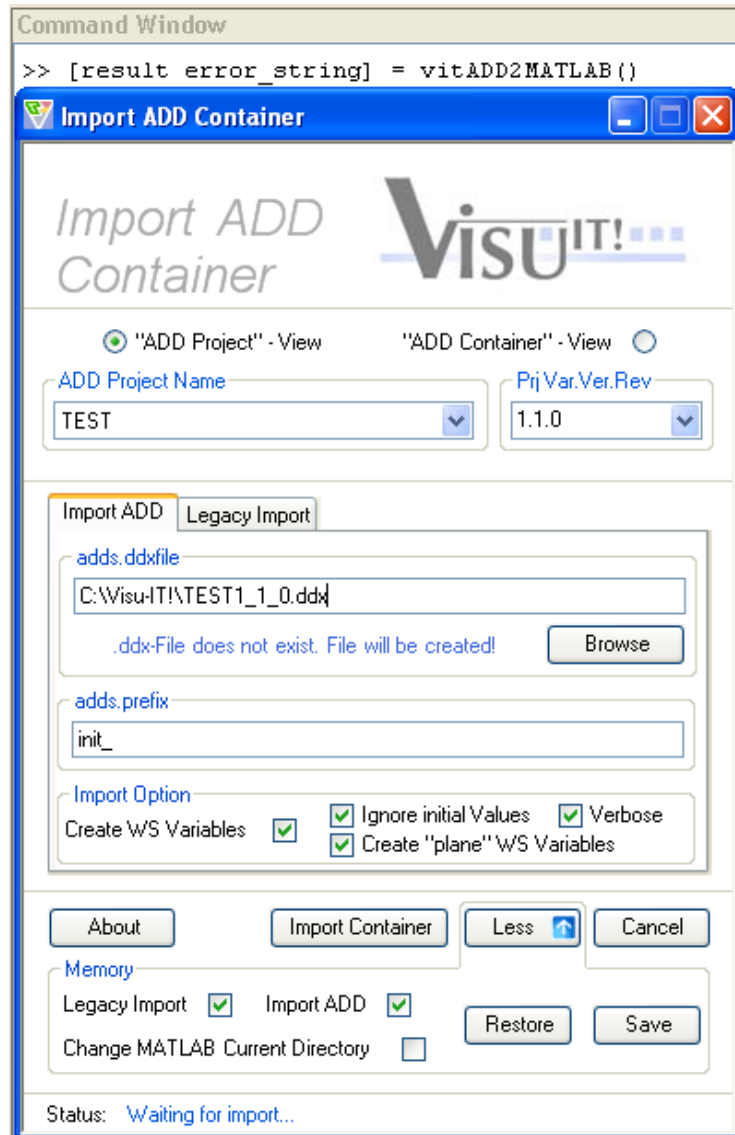 Command Window
>> [result error_string] = vitADD2MATLAB()
Import ADD Container
Import ADD
Container
VISU IT!
"ADD Project" - View "ADD Container" - View
ADD Project Name Prj Var.Ver.Rev
TEST 1.1.0
Import ADD Legacy Import
adds.ddxfile
C:\Visu-IT!\TEST1_1_0.ddx
.ddx-File does not exist. File will be created!
Browse
adds.prefix
init_
Import Option
Create WS Variables Ignore initial Values Verbose
Create "plane" WS Variables
About Import Container Less Cancel
Memory
Legacy Import Import ADD
Restore Save
Change MATLAB Current Directory
Status: Waiting for import...